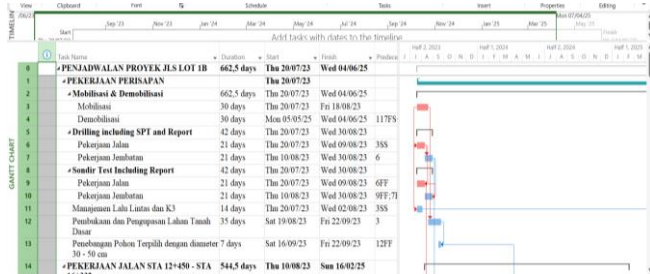 View Clipboard Font Schedule Tasks Insert Properties Editing
Mon 07/04/25
TIMELINE
Sep '23 Nov '23 Jan '24 Mar '24 May '24 Jul '24 Sep '24 Nov '24 Jan '25 Mar '25 May '25
Start
Add tasks with dates to the timeline
Task Name Duration Start Finish
Half 2, 2023 Half 1, 2024 Half 2, 2024 Half 1, 2025
J A S O N D J F M A M J J A S O N D J F M
0 PENJADWALAN PROYEK JLS LOT 1B 662,5 days Thu 20/07/23 Wed 04/06/25
1 PEKERJAAN PERISAPAN Thu 20/07/23
2 Mobilisasi & Demobilisasi 662,5 days Thu 20/07/23 Wed 04/06/25
3 Mobilisasi 30 days Thu 20/07/23 Fri 18/08/23
4 Demobilisasi 30 days Mon 05/05/25 Wed 04/06/25 117FS
5 Drilling including SPT and Report 42 days Thu 20/07/23 Wed 30/08/23
6 Pekerjaan Jalan 21 days Thu 20/07/23 Wed 09/08/23 3SS
7 Pekerjaan Jembatan 21 days Thu 10/08/23 Wed 30/08/23 6
8 Sondir Test Including Report 42 days Thu 20/07/23 Wed 30/08/23
9 Pekerjaan Jalan 21 days Thu 20/07/23 Wed 09/08/23 6FF
10 Pekerjaan Jembatan 21 days Thu 10/08/23 Wed 30/08/23 9FF;7I
11 Manajemen Lalu Lintas dan K3 14 days Thu 20/07/23 Wed 02/08/23 3SS
12 Pembukaan dan Pengupasan Lahan Tanah 35 days Sat 19/08/23 Fri 22/09/23 3
Dasar
13 Penebangan Pohon Terpilih dengan diameter 7 days Sat 16/09/23 Fri 22/09/23 12FF
30 - 50 cm
14 PEKERJAAN JALAN STA 12+450 - STA 544,5 days Thu 10/08/23 Sun 16/02/25
GANTT CHART